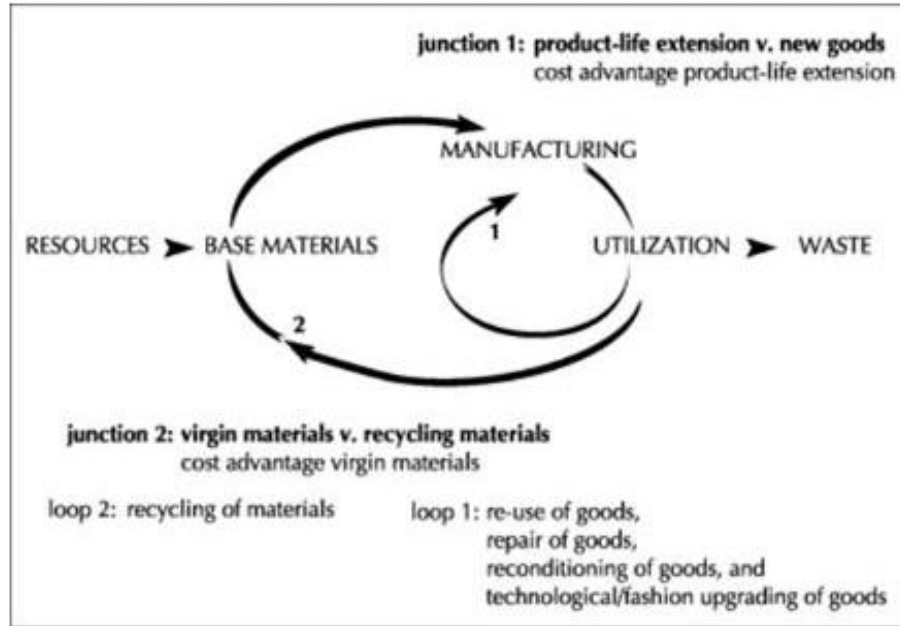 junction 1: product-life extension v. new goods
cost advantage product-life extension
MANUFACTURING
1
RESOURCES
BASE MATERIALS
UTILIZATION
WASTE
2
junction 2: virgin materials v. recycling materials
cost advantage virgin materials
loop 2: recycling of materials
loop 1: re-use of goods,
repair of goods,
reconditioning of goods, and
technological/fashion upgrading of goods